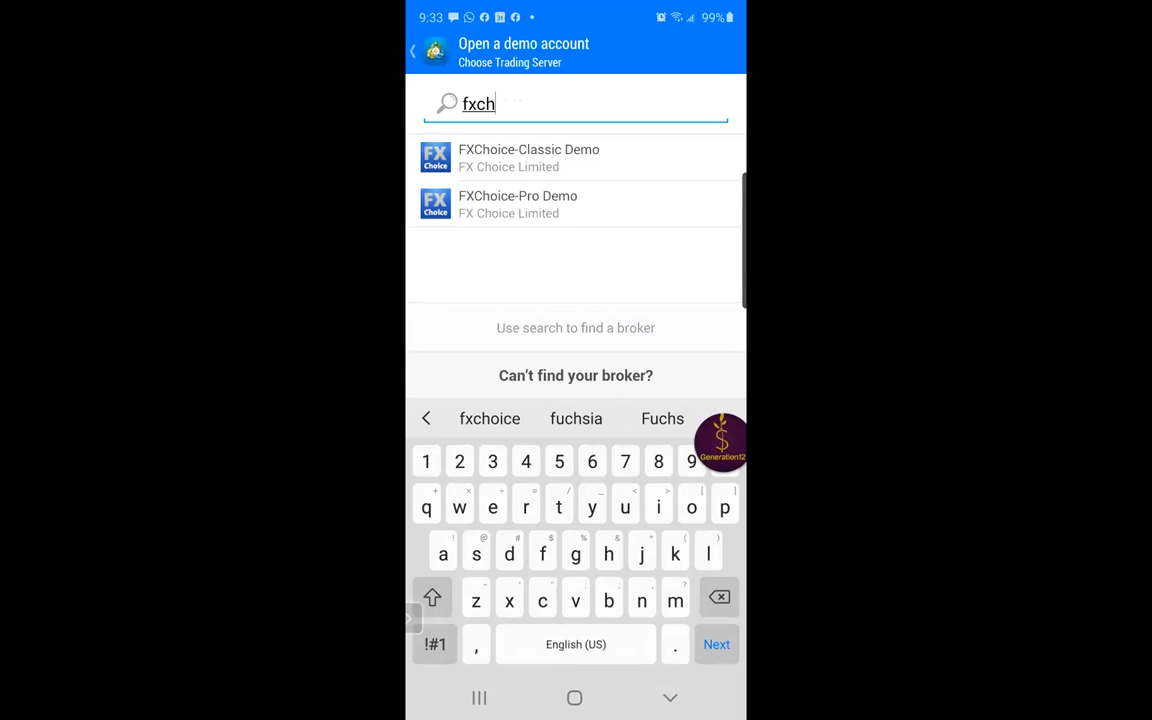 9:33 99%
Open a demo account
Choose Trading Server
fxch
FX Choice
FXChoice-Classic Demo
FX Choice Limited
FX Choice
FXChoice-Pro Demo
FX Choice Limited
Use search to find a broker
Can't find your broker?
fxchoice fuchsia Fuchs
Generation12
1 2 3 4 5 6 7 8 9
q w e r t y u i o p
a s d f g h j k l
z x c v b n m
!#1 , English (US) . Next